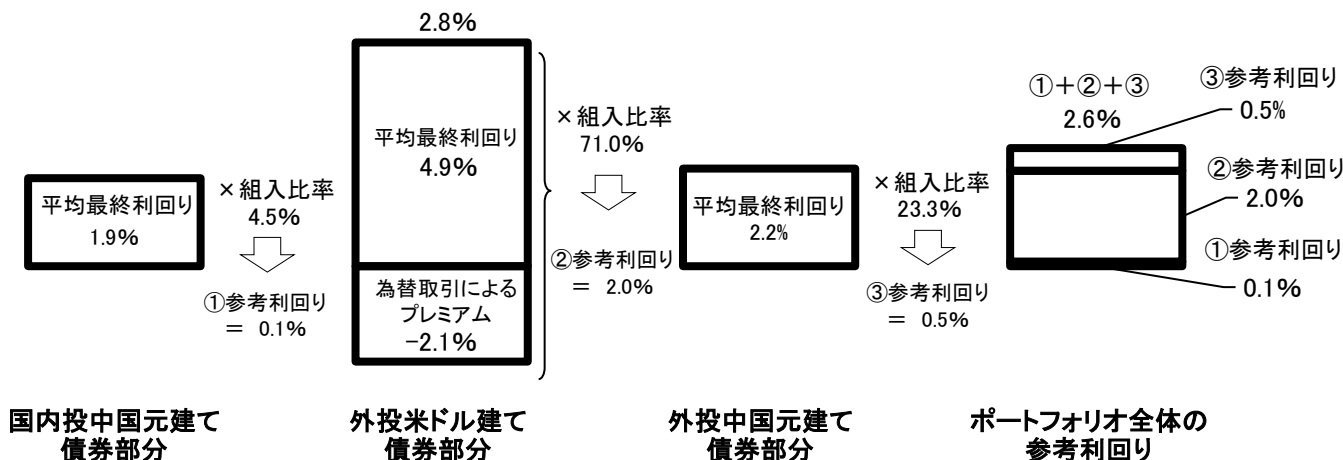 2.8%
平均最終利回り
1.9%
×組入比率
4.5%
①参考利回り
= 0.1%
平均最終利回り
4.9%
為替取引による
プレミアム
-2.1%
×組入比率
71.0%
②参考利回り
= 2.0%
平均最終利回り
2.2%
×組入比率
23.3%
③参考利回り
= 0.5%
①+②+③
2.6%
③参考利回り
0.5%
②参考利回り
2.0%
①参考利回り
0.1%
国内投中国元建て
債券部分
外投米ドル建て
債券部分
外投中国元建て
債券部分
ポートフォリオ全体の
参考利回り